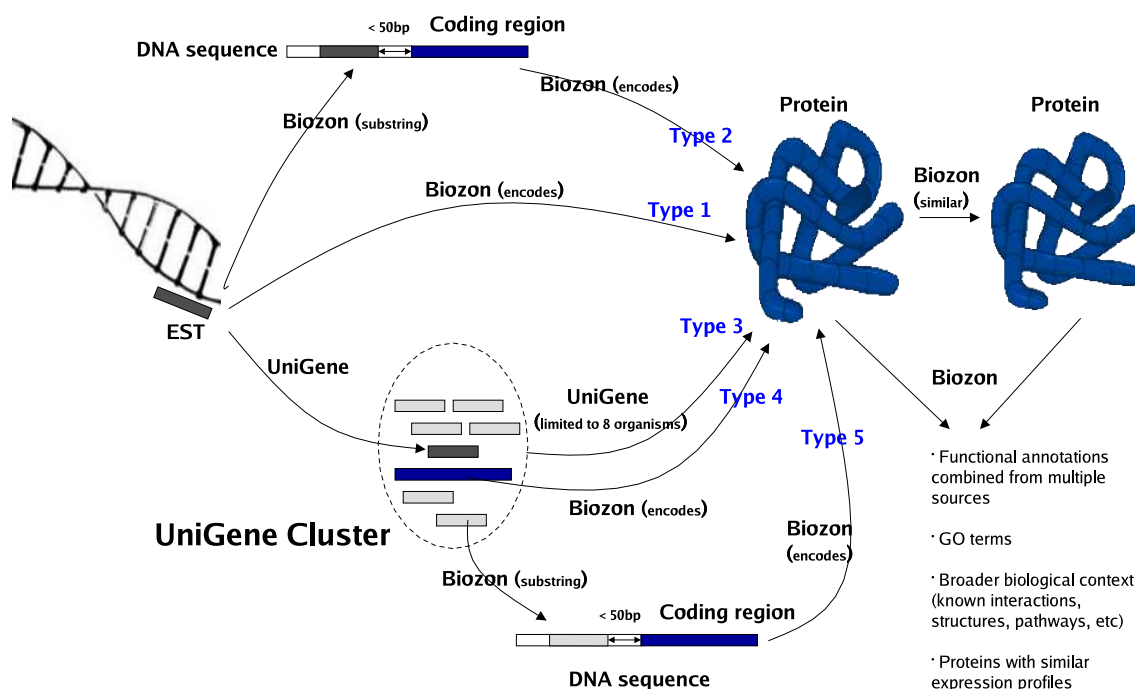 < 50bp
Coding region
DNA sequence
Biozon (encodes)
Protein
Protein
Type 2
Biozon (substring)
Biozon (encodes)
Biozon
(similar)
Type 1
EST
Type 3
UniGene
Biozon
UniGene
(limited to 8 organisms)
Type 4
Type 5
· Functional annotations
combined from multiple
sources
Biozon (encodes)
UniGene Cluster
Biozon
(encodes)
· GO terms
Biozon (substring)
· Broader biological context
(known interactions,
structures, pathways, etc)
< 50bp
Coding region
DNA sequence
· Proteins with similar
expression profiles